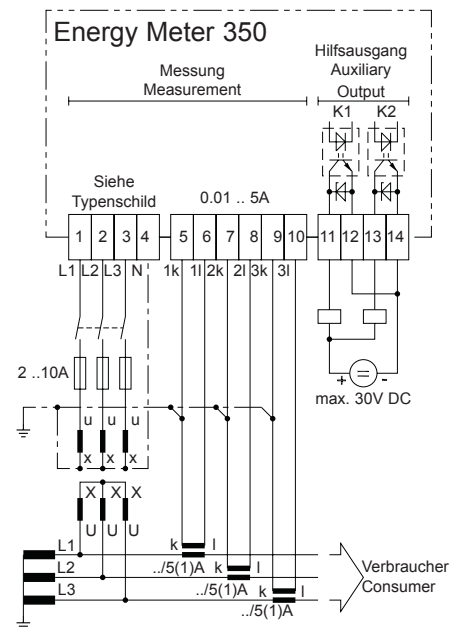 Energy Meter 350
Hilfsausgang
Auxiliary
Output
Messung
Measurement
K1 K2
Siehe
Typenschild
0.01 .. 5A
1 2 3 4 5 6 7 8 9 10 11 12 13 14
L1 L2 L3 N 1k 1l 2k 2l 3k 3l
2 ..10A
+ = -
max. 30V DC
u u u
x x x
X X X
U U U
L1 k l
L2 ../5(1)A k l
L3 ../5(1)A k l
../5(1)A
Verbraucher
Consumer